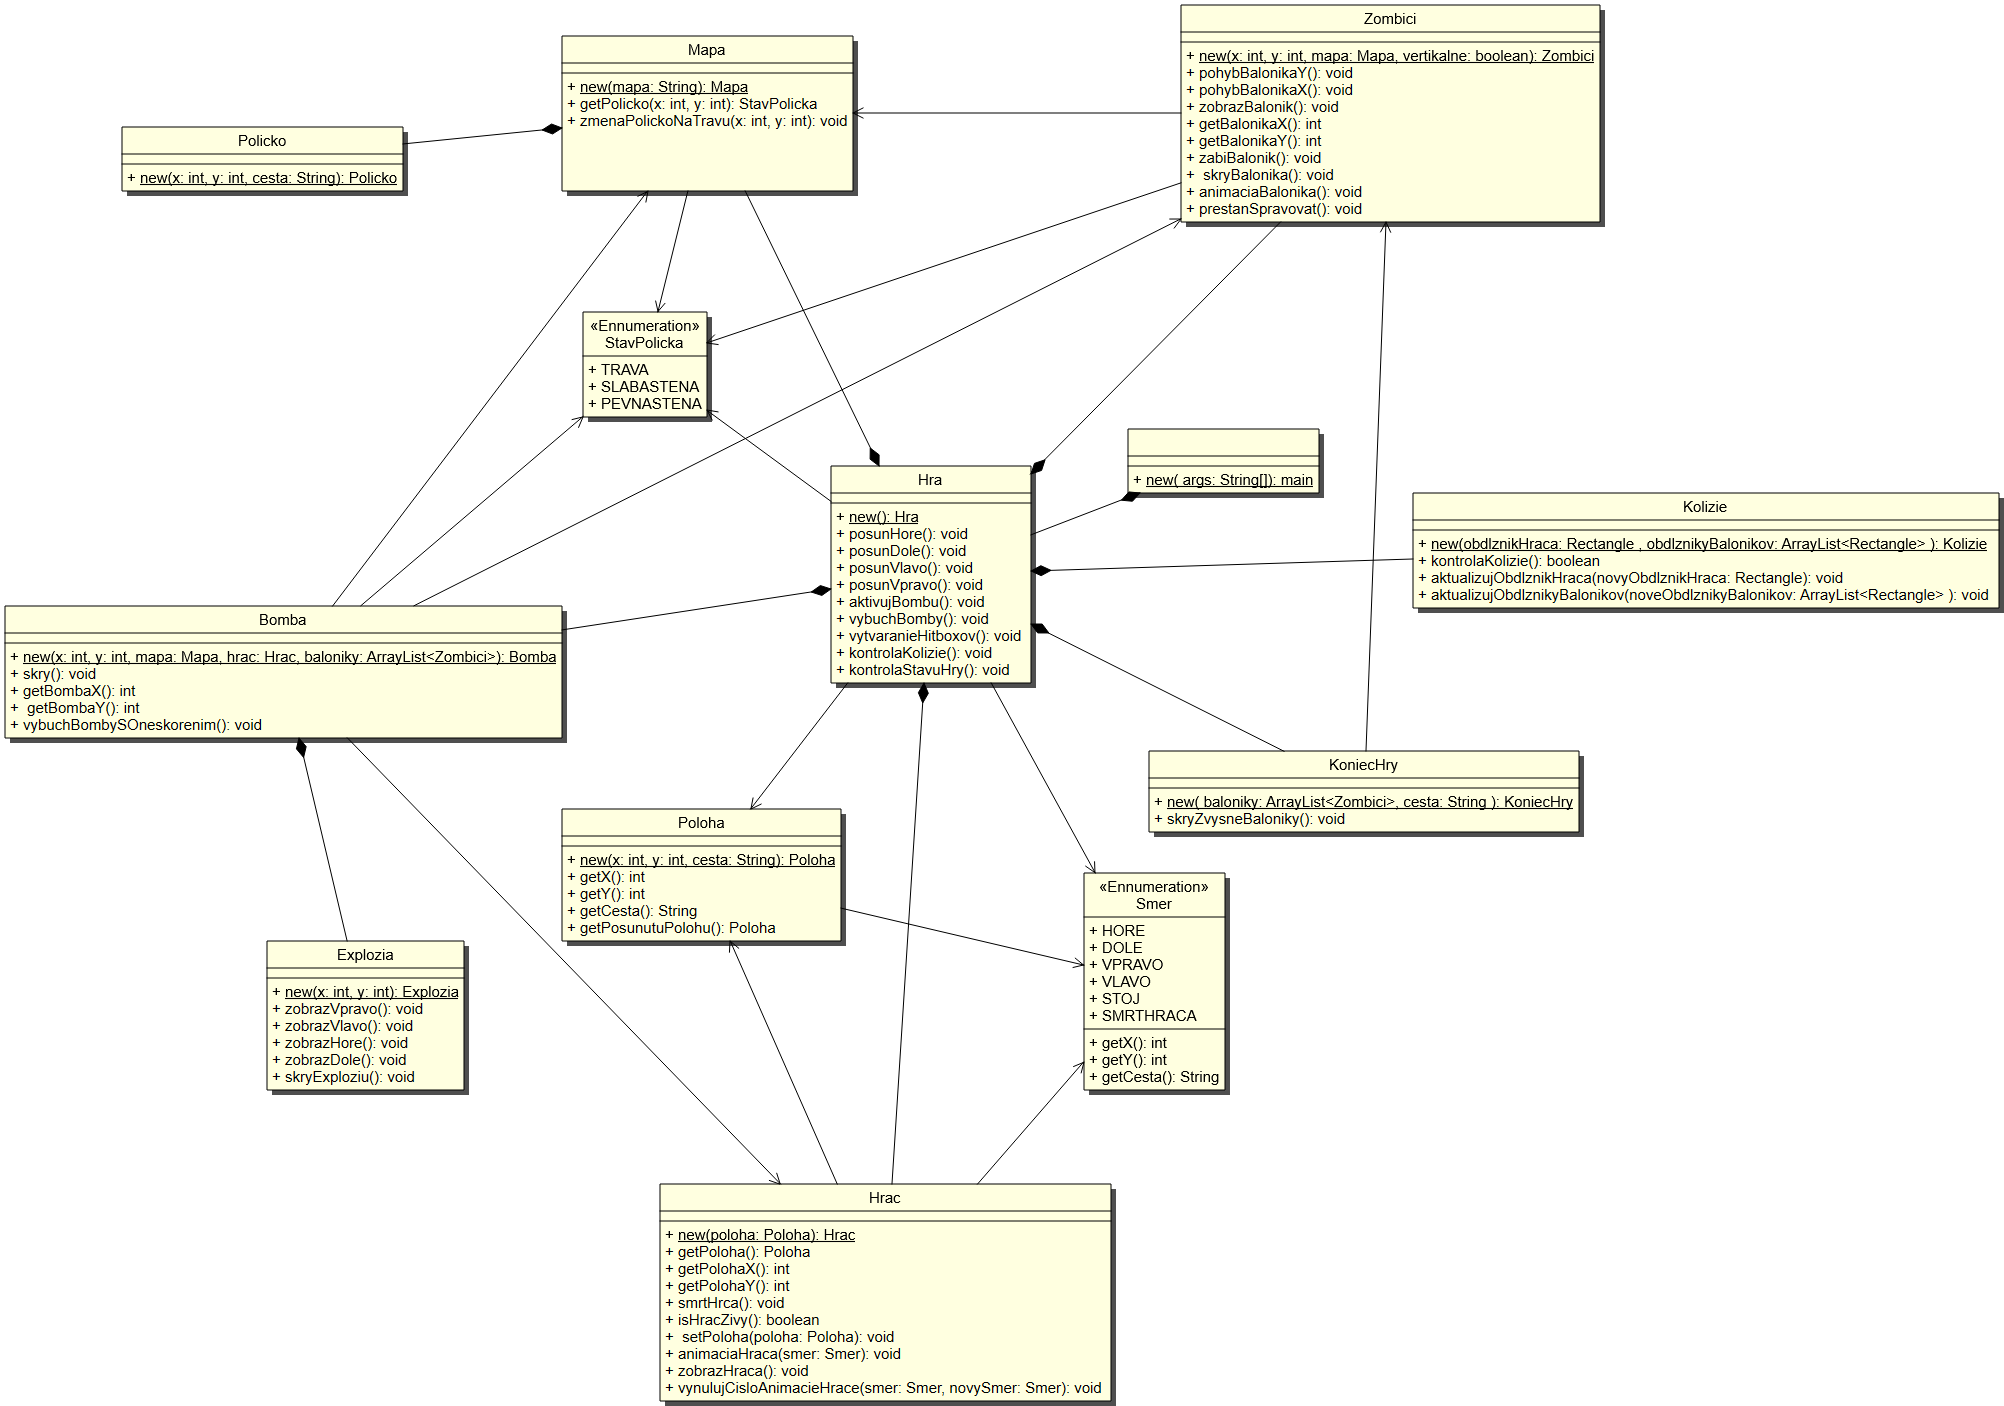 Zombici
+ new(x: int, y: int, mapa: Mapa, vertikalne: boolean): Zombici
+ pohybBalonikaY(): void
+ pohybBalonikaX(): void
+ zobrazBalonik(): void
+ getBalonikaX(): int
+ getBalonikaY(): int
+ zabiBalonik(): void
+  skryBalonika(): void
+ animaciaBalonika(): void
+ prestanSpravovat(): void
Mapa
+ new(mapa: String): Mapa
+ getPolicko(x: int, y: int): StavPolicka
+ zmenaPolickoNaTravu(x: int, y: int): void
Policko
+ new(x: int, y: int, cesta: String): Policko
«Ennumeration»
StavPolicka
+ TRAVA
+ SLABASTENA
+ PEVNASTENA
+ new( args: String[]): main
Hra
+ new(): Hra
+ posunHore(): void
+ posunDole(): void
+ posunVlavo(): void
+ posunVpravo(): void
+ aktivujBombu(): void
+ vybuchBomby(): void
+ vytvaranieHitboxov(): void
+ kontrolaKolizie(): void
+ kontrolaStavuHry(): void
Kolizie
+ new(obdlznikHraca: Rectangle , obdlznikyBalonikov: ArrayList<Rectangle> ): Kolizie
+ kontrolaKolizie(): boolean
+ aktualizujObdlznikHraca(novyObdlznikHraca: Rectangle): void
+ aktualizujObdlznikyBalonikov(noveObdlznikyBalonikov: ArrayList<Rectangle> ): void
Bomba
+ new(x: int, y: int, mapa: Mapa, hrac: Hrac, baloniky: ArrayList<Zombici>): Bomba
+ skry(): void
+ getBombaX(): int
+  getBombaY(): int
+ vybuchBombySOneskorenim(): void
KoniecHry
+ new( baloniky: ArrayList<Zombici>, cesta: String ): KoniecHry
+ skryZvysneBaloniky(): void
Poloha
+ new(x: int, y: int, cesta: String): Poloha
+ getX(): int
+ getY(): int
+ getCesta(): String
+ getPosunutuPolohu(): Poloha
«Ennumeration»
Smer
+ HORE
+ DOLE
+ VPRAVO
+ VLAVO
+ STOJ
+ SMRTHRACA
+ getX(): int
+ getY(): int
+ getCesta(): String
Explozia
+ new(x: int, y: int): Explozia
+ zobrazVpravo(): void
+ zobrazVlavo(): void
+ zobrazHore(): void
+ zobrazDole(): void
+ skryExploziu(): void
Hrac
+ new(poloha: Poloha): Hrac
+ getPoloha(): Poloha
+ getPolohaX(): int
+ getPolohaY(): int
+ smrtHrca(): void
+ isHracZivy(): boolean
+  setPoloha(poloha: Poloha): void
+ animaciaHraca(smer: Smer): void
+ zobrazHraca(): void
+ vynulujCisloAnimacieHrace(smer: Smer, novySmer: Smer): void